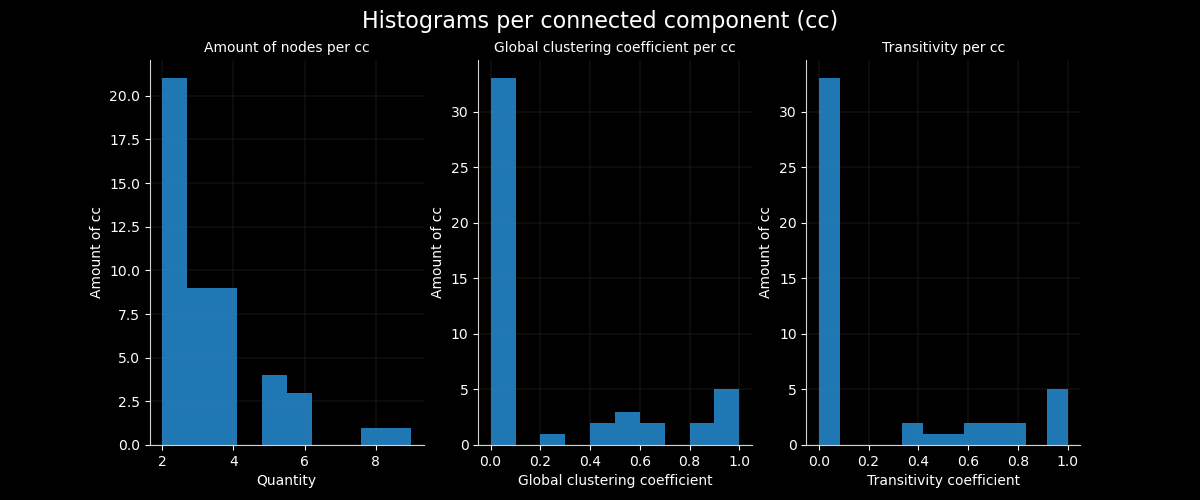 Histograms per connected component (cc)
Amount of nodes per cc
Amount of cc
20.0
17.5
15.0
12.5
10.0
7.5
5.0
2.5
0.0
2 4 6 8
Quantity
Global clustering coefficient per cc
Amount of cc
30
25
20
15
10
5
0
0.0 0.2 0.4 0.6 0.8 1.0
Global clustering coefficient
Transitivity per cc
Amount of cc
30
25
20
15
10
5
0
0.0 0.2 0.4 0.6 0.8 1.0
Transitivity coefficient